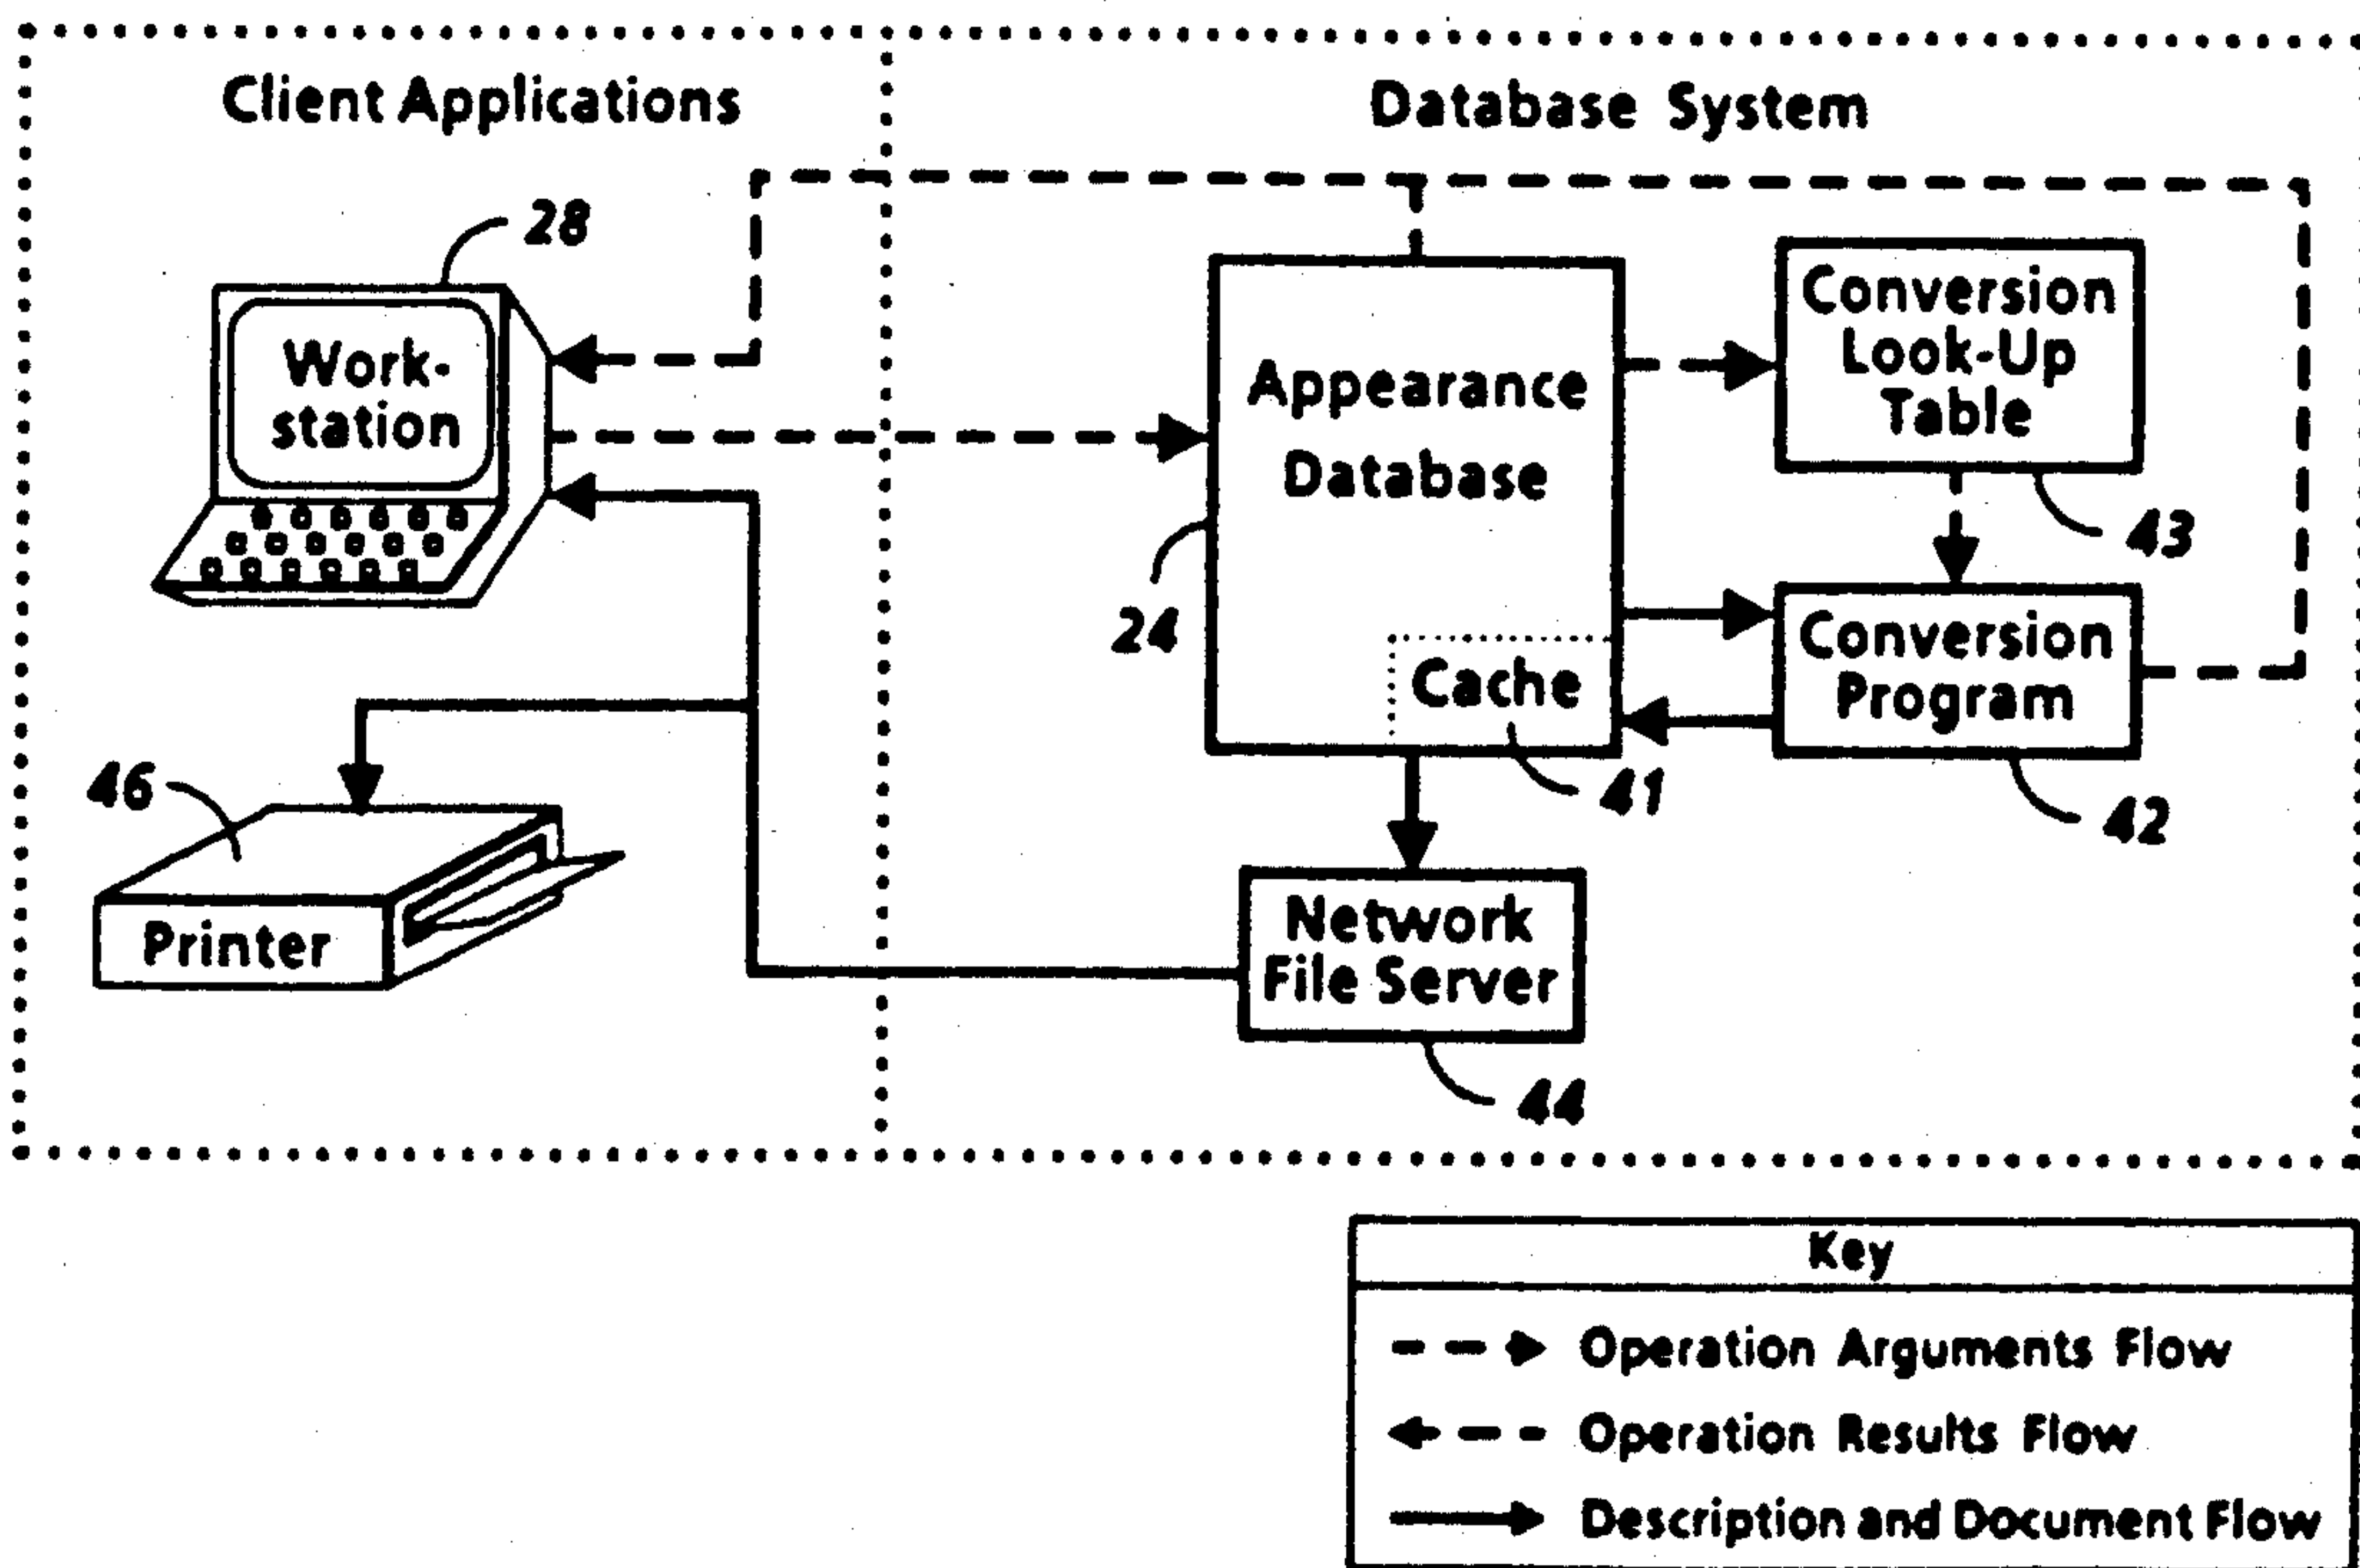 Client Applications
Database System
28
Work-
station
Appearance
Database
Conversion
Look-Up
Table
43
24
Cache
Conversion
Program
41
42
46
Printer
Network
File Server
44
Key
Operation Arguments Flow
Operation Results Flow
Description and Document Flow